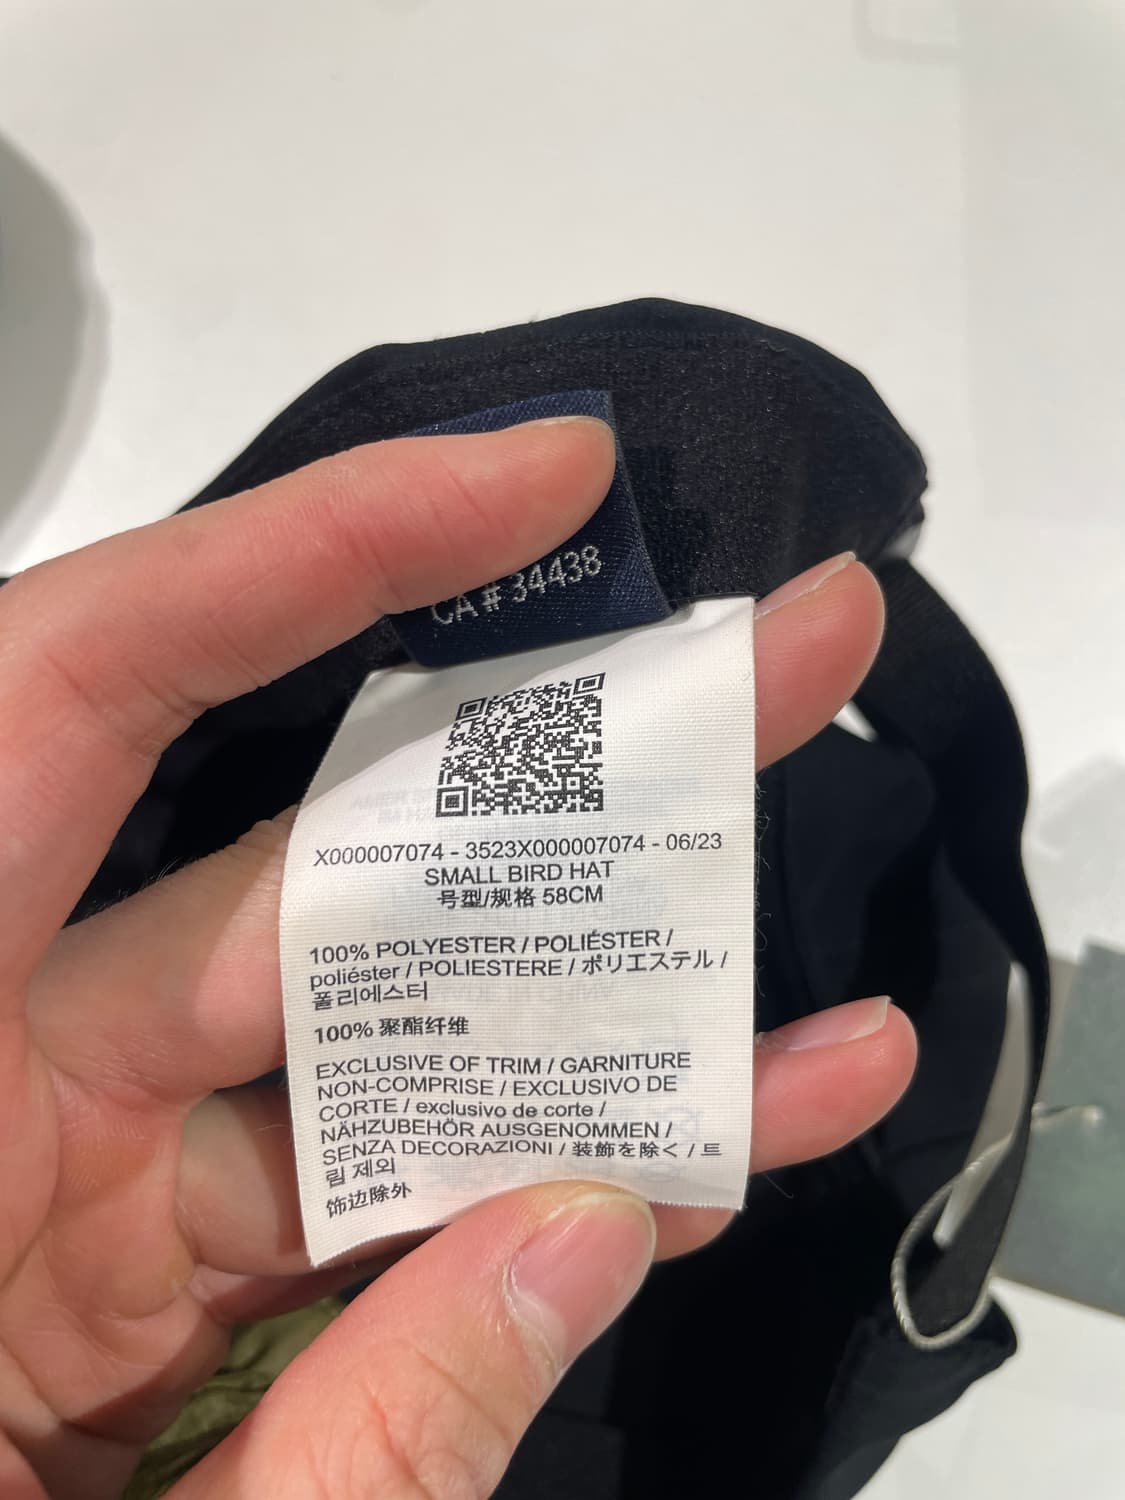 CA # 34438
X000007074 - 3523X000007074 - 06/23
SMALL BIRD HAT
号型/规格 58CM
100% POLYESTER / POLIÉSTER /
poliéster / POLIESTERE / ポリエステル /
폴리에스터
100% 聚酯纤维
EXCLUSIVE OF TRIM / GARNITURE
NON-COMPRISE / EXCLUSIVO DE
CORTE / exclusivo de corte /
NÄHZUBEHÖR AUSGENOMMEN /
SENZA DECORAZIONI / 装飾を除く / 트
림 제외
饰边除外